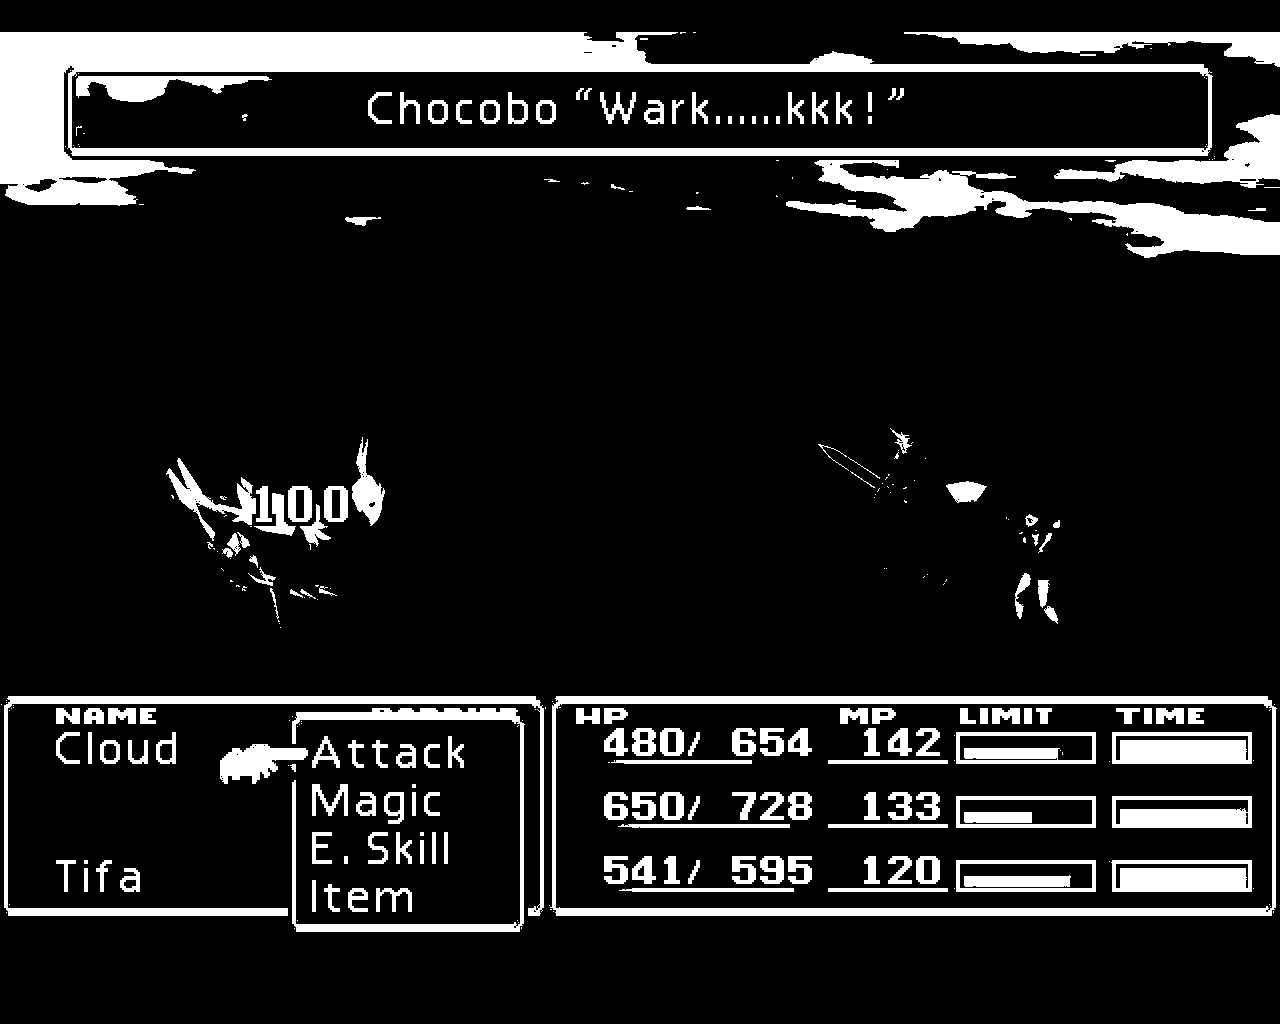 Chocobo “Wark......kkk!”
100
NAME
HP MP LIMIT TIME
Cloud Attack 480/ 654 142
Magic 650/ 728 133
E. Skill
Tifa Item 541/ 595 120